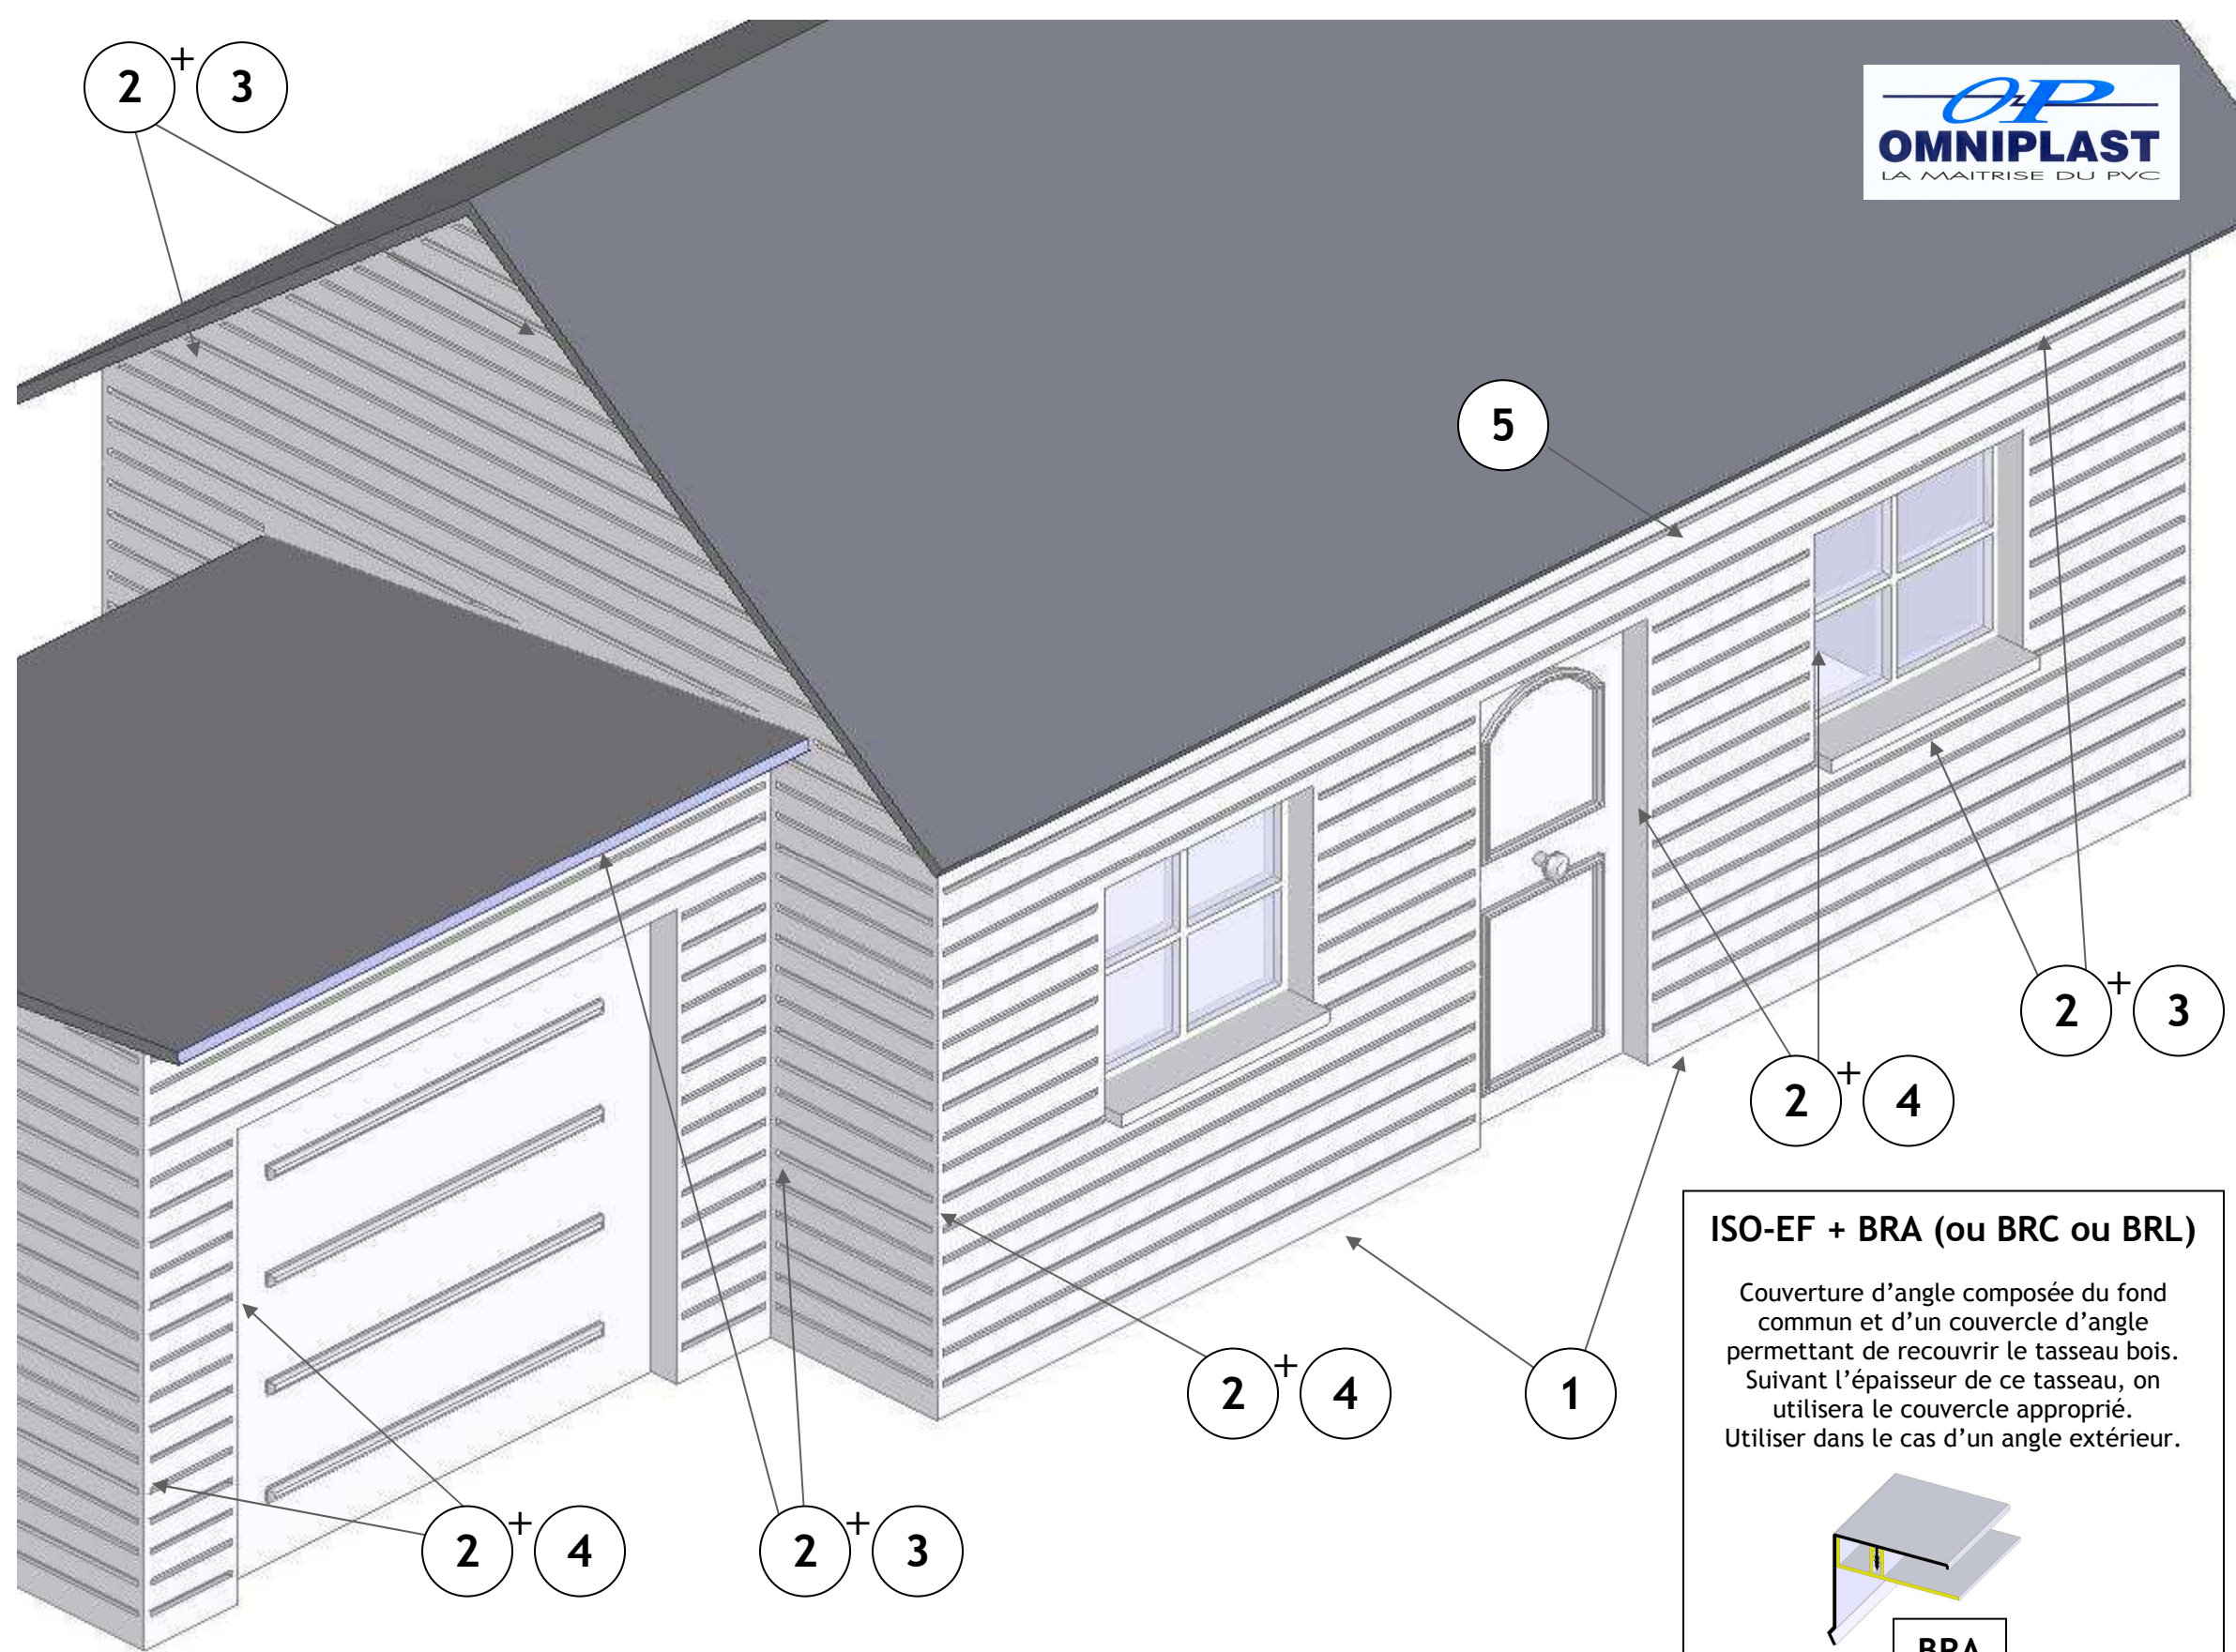 2 + 3
OP
OMNIPLAST
LA MAITRISE DU PVC
5
2 + 3
2 + 4
2 + 4
1
2 + 4
2 + 3
ISO-EF + BRA (ou BRC ou BRL)
Couverture d’angle composée du fond
commun et d’un couvercle d’angle
permettant de recouvrir le tasseau bois.
Suivant l’épaisseur de ce tasseau, on
utilisera le couvercle approprié.
Utiliser dans le cas d’un angle extérieur.
BRA